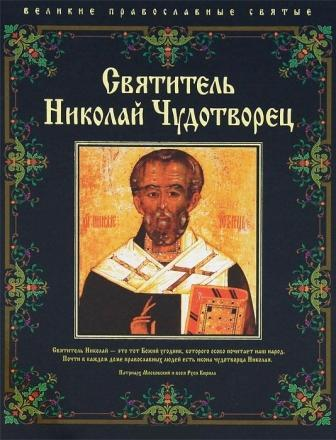 ВЕЛИКИЕ ПРАВОСЛАВНЫЕ СВЯТЫЕ
Святитель
Николай Чудотворец
Святитель Николай — это тот Божий угодник, которого особо почитает наш народ.
Почти в каждом доме православных людей есть икона чудотворца Николая.
Патриарх Московский и всея Руси Кирилл